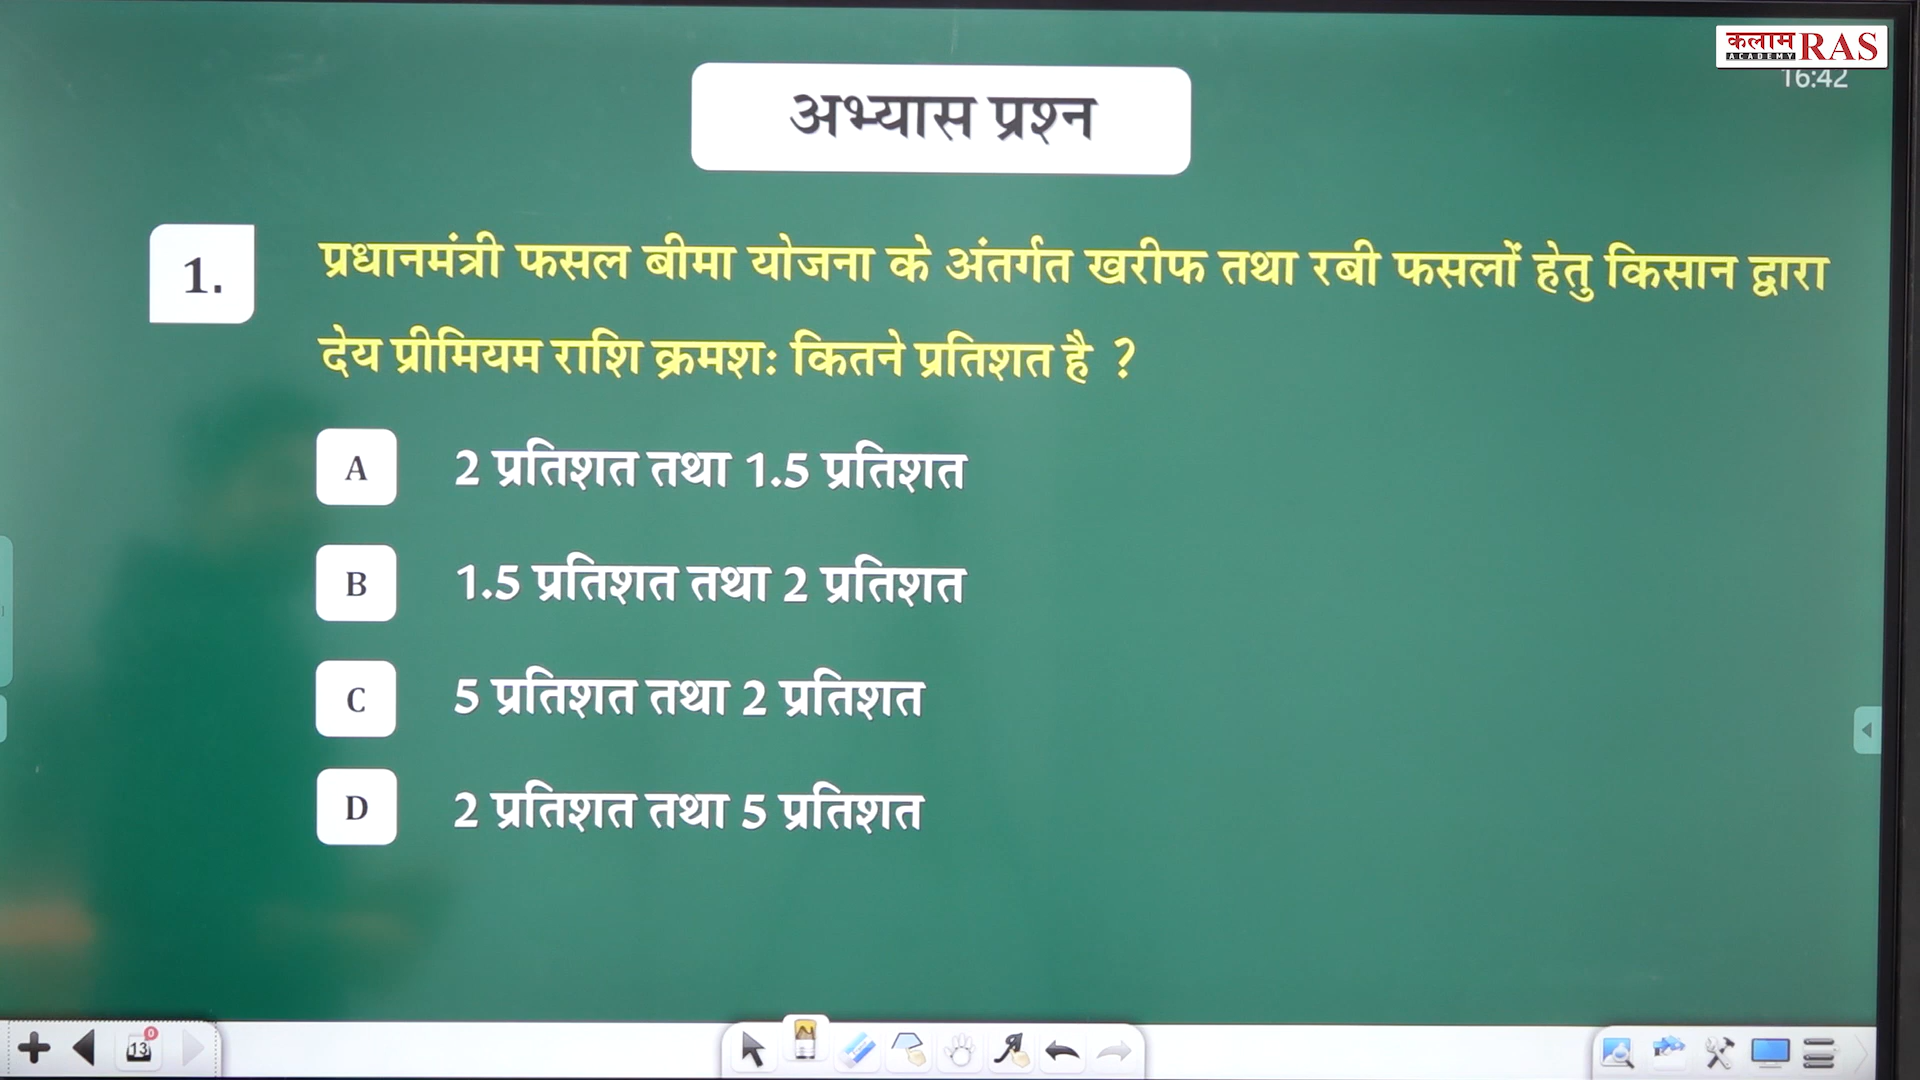 कलाम RAS
ACADEMY
16:42
अभ्यास प्रश्न
1. प्रधानमंत्री फसल बीमा योजना के अंतर्गत खरीफ तथा रबी फसलों हेतु किसान द्वारा
देय प्रीमियम राशि क्रमशः कितने प्रतिशत है ?
A 2 प्रतिशत तथा 1.5 प्रतिशत
B 1.5 प्रतिशत तथा 2 प्रतिशत
C 5 प्रतिशत तथा 2 प्रतिशत
D 2 प्रतिशत तथा 5 प्रतिशत
13
0